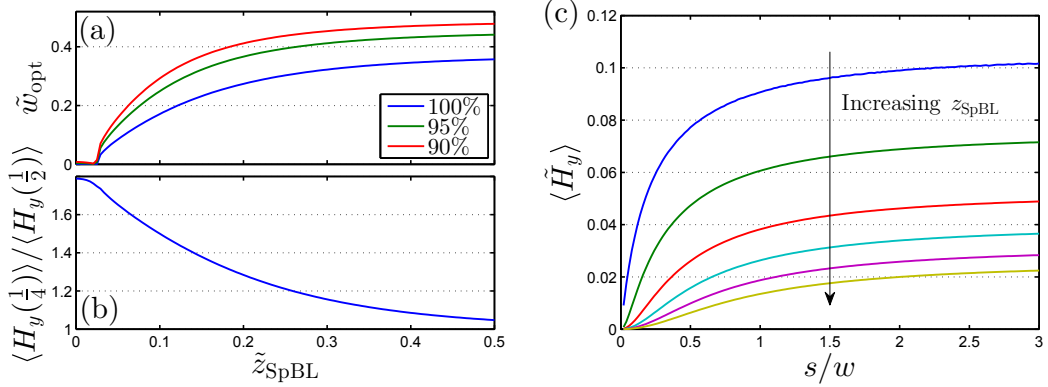 (a)
0.4
0.2
0
w̃opt
100%
95%
90%
(b)
1.6
1.4
1.2
1
⟨Hy(1/4)⟩/⟨Hy(1/2)⟩
0 0.1 0.2 0.3 0.4 0.5
z̃SpBL
(c)
0.12
0.1
0.08
0.06
0.04
0.02
0
⟨H̃y⟩
Increasing zSpBL
0 0.5 1 1.5 2 2.5 3
s/w